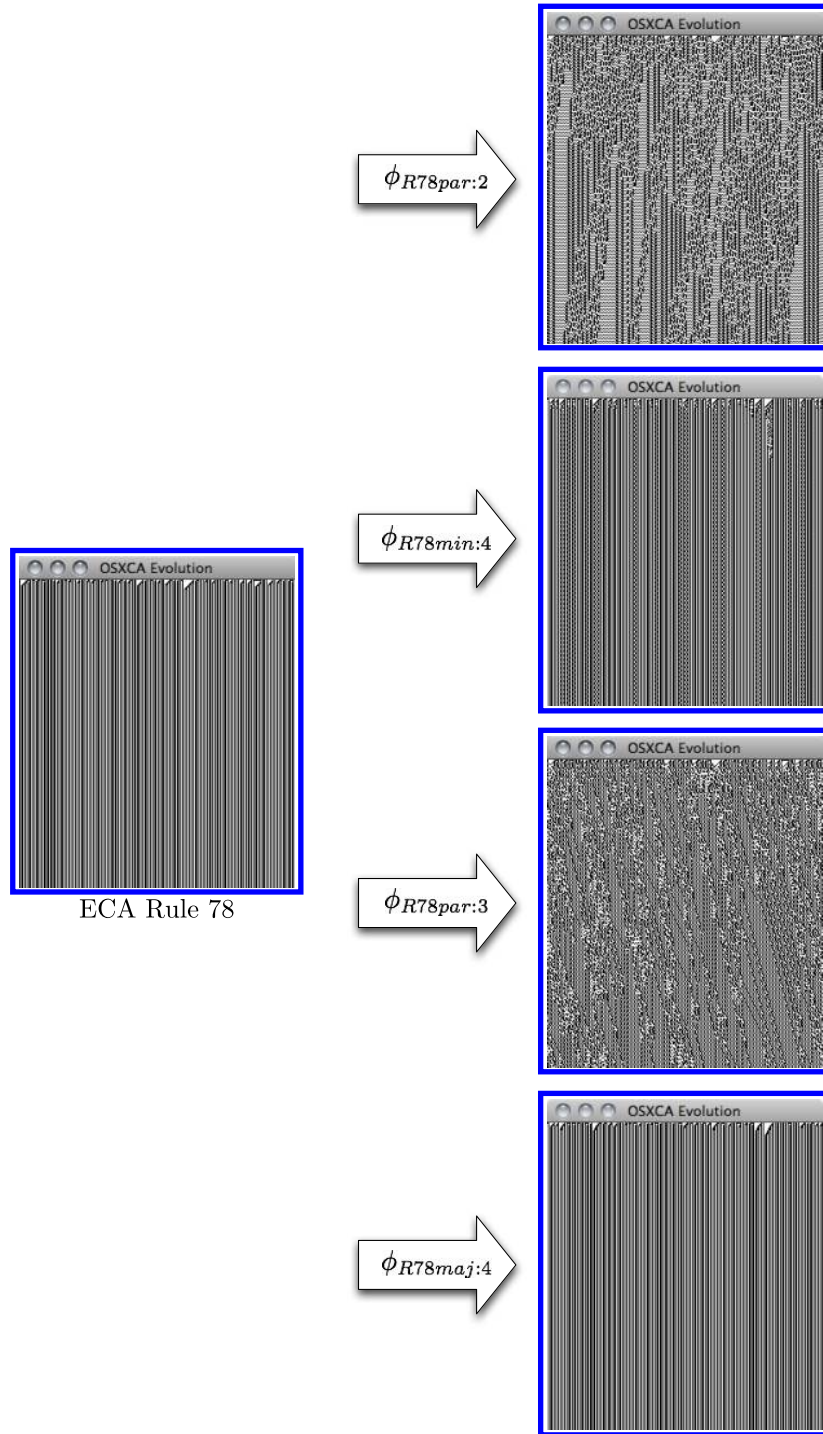 OSXCA Evolution
ϕR78par:2
OSXCA Evolution
ϕR78min:4
OSXCA Evolution
ECA Rule 78
OSXCA Evolution
ϕR78par:3
OSXCA Evolution
ϕR78maj:4